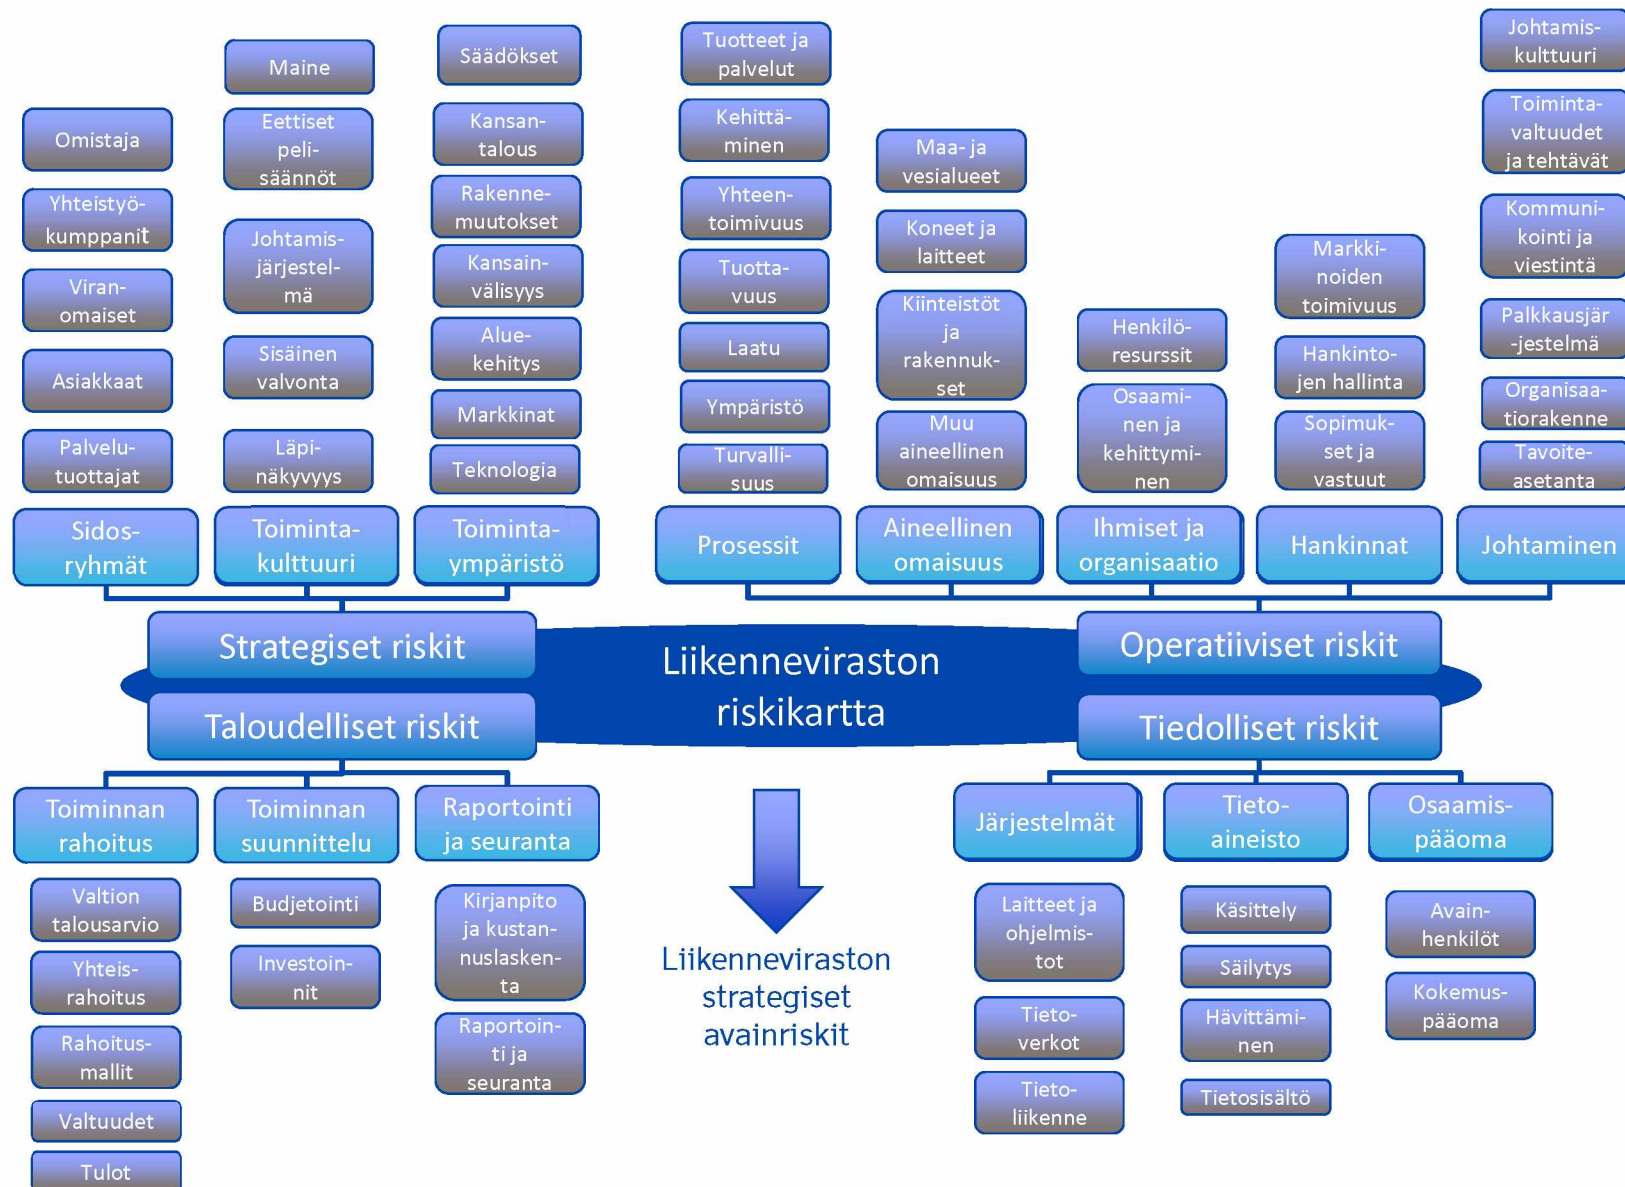 Omistaja
Yhteistyö-
kumppanit
Viran-
omaiset
Asiakkaat
Palvelu-
tuottajat
Sidos-
ryhmät
Maine
Eettiset
peli-
säännöt
Johtamis-
järjestel-
mä
Sisäinen
valvonta
Läpi-
näkyvyys
Toiminta-
kulttuuri
Säädökset
Kansan-
talous
Rakenne-
muutokset
Kansain-
välisyys
Alue-
kehitys
Markkinat
Teknologia
Toiminta-
ympäristö
Tuotteet ja
palvelut
Kehittä-
minen
Yhteen-
toimivuus
Tuotta-
vuus
Laatu
Ympäristö
Turvalli-
suus
Prosessit
Maa- ja
vesialueet
Koneet ja
laitteet
Kiinteistöt
ja
rakennuk-
set
Muu
aineellinen
omaisuus
Aineellinen
omaisuus
Henkilö-
resurssit
Osaami-
nen ja
kehittymi-
nen
Ihmiset ja
organisaatio
Markki-
noiden
toimivuus
Hankinto-
jen hallinta
Sopimuk-
set ja
vastuut
Hankinnat
Johtamis-
kulttuuri
Toiminta-
valtuudet
ja tehtävät
Kommuni-
kointi ja
viestintä
Palkkausjär
-jestelmä
Organisaa-
tiorakenne
Tavoite-
asetanta
Johtaminen
Strategiset riskit
Operatiiviset riskit
Liikenneviraston
riskikartta
Taloudelliset riskit
Tiedolliset riskit
Toiminnan
rahoitus
Valtion
talousarvio
Yhteis-
rahoitus
Rahoitus-
mallit
Valtuudet
Tulot
Toiminnan
suunnittelu
Budjetointi
Investoin-
nit
Raportointi
ja seuranta
Kirjanpito
ja kustan-
nuslasken-
ta
Raportoin-
ti ja
seuranta
Liikenneviraston
strategiset
avainriskit
Järjestelmät
Laitteet ja
ohjelmis-
tot
Tieto-
verkot
Tieto-
liikenne
Tieto-
aineisto
Käsittely
Säilytys
Hävittämi-
nen
Tietosisältö
Osaamis-
pääoma
Avain-
henkilöt
Kokemus-
pääoma